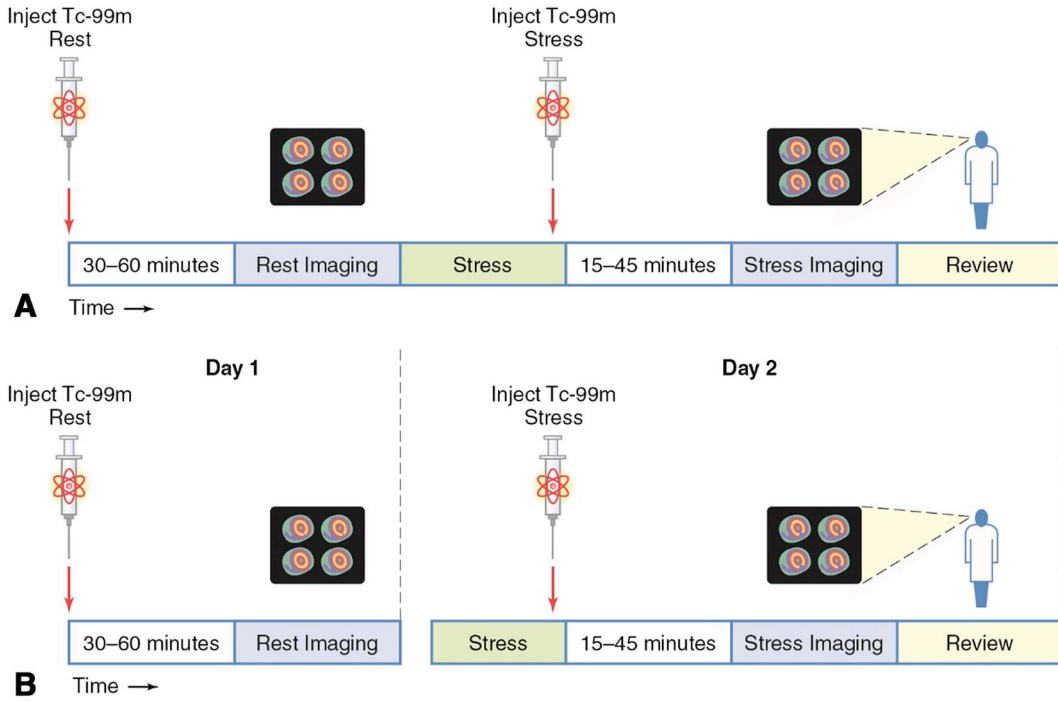 Inject Tc-99m
Rest
Inject Tc-99m
Stress
30–60 minutes
Rest Imaging
Stress
15–45 minutes
Stress Imaging
Review
A
Time
Day 1
Day 2
Inject Tc-99m
Rest
Inject Tc-99m
Stress
30–60 minutes
Rest Imaging
Stress
15–45 minutes
Stress Imaging
Review
B
Time